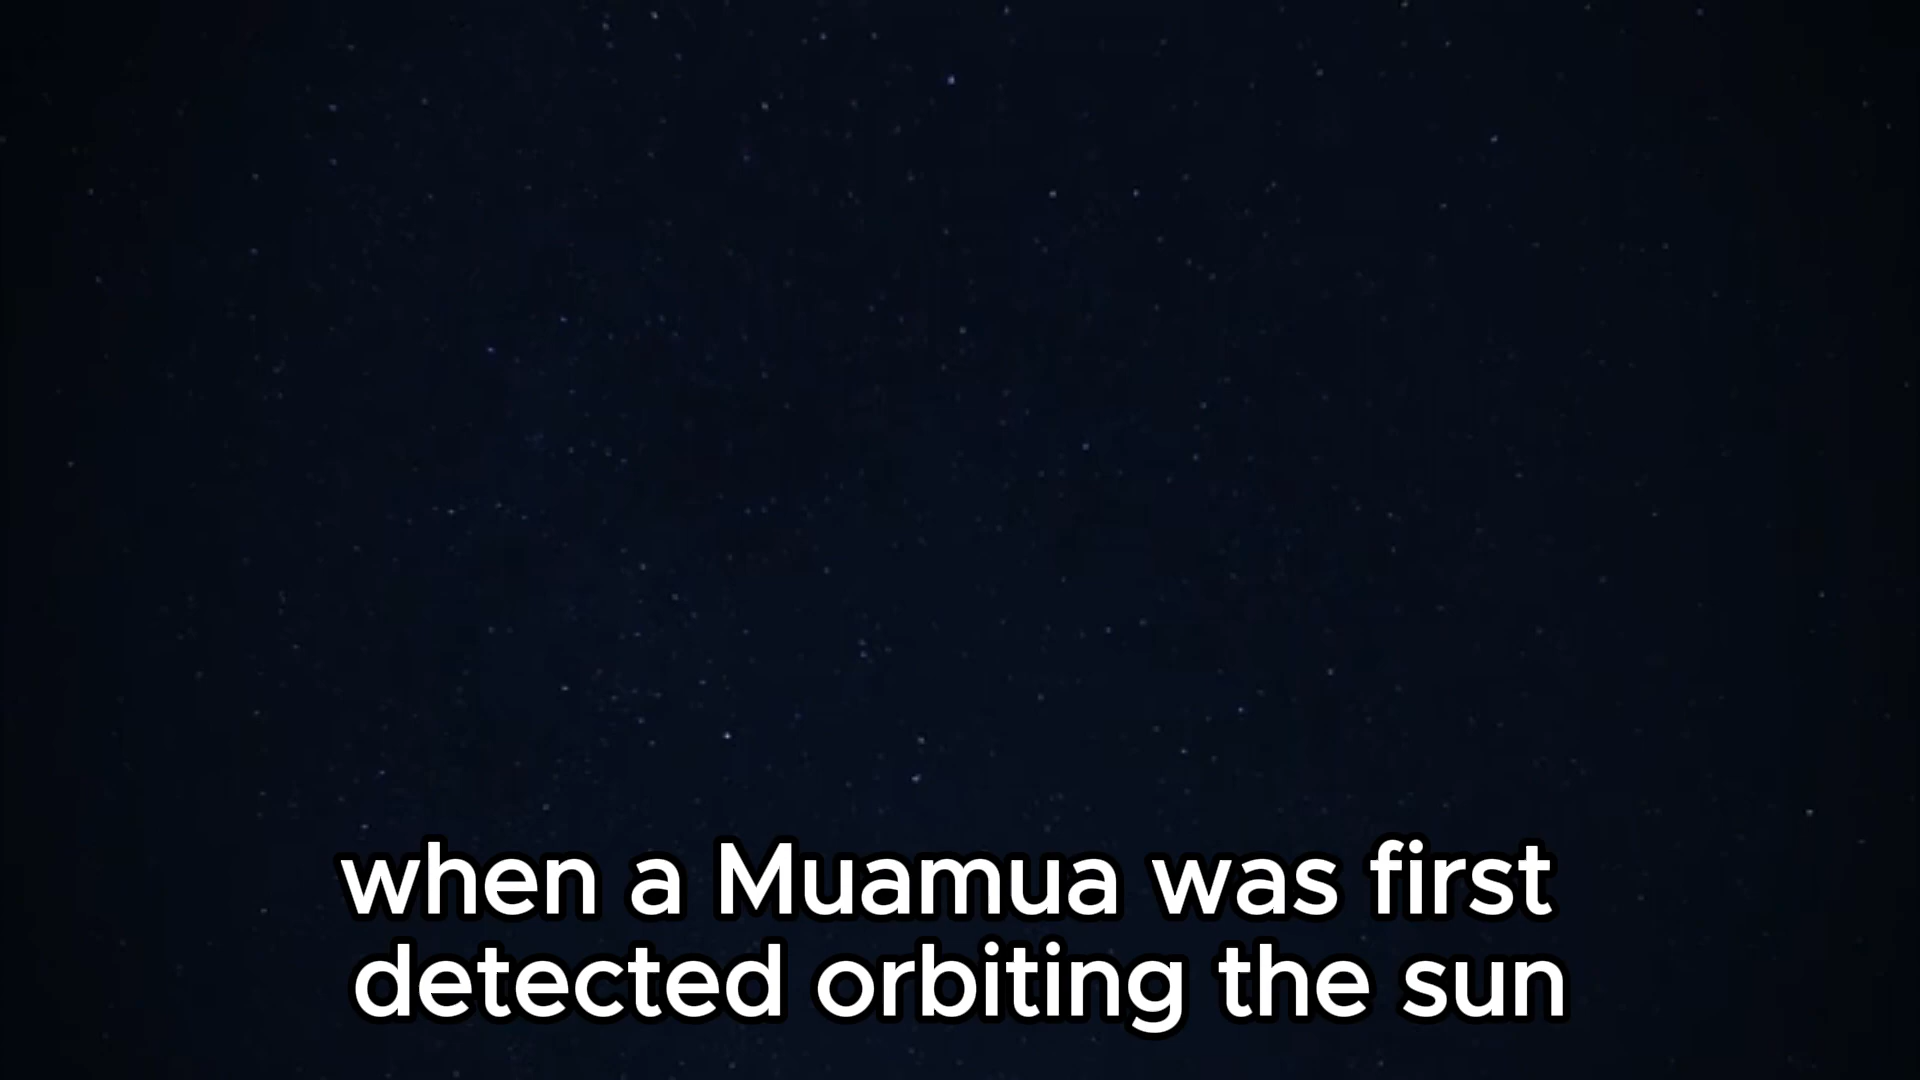 when a Muamua was first
detected orbiting the sun